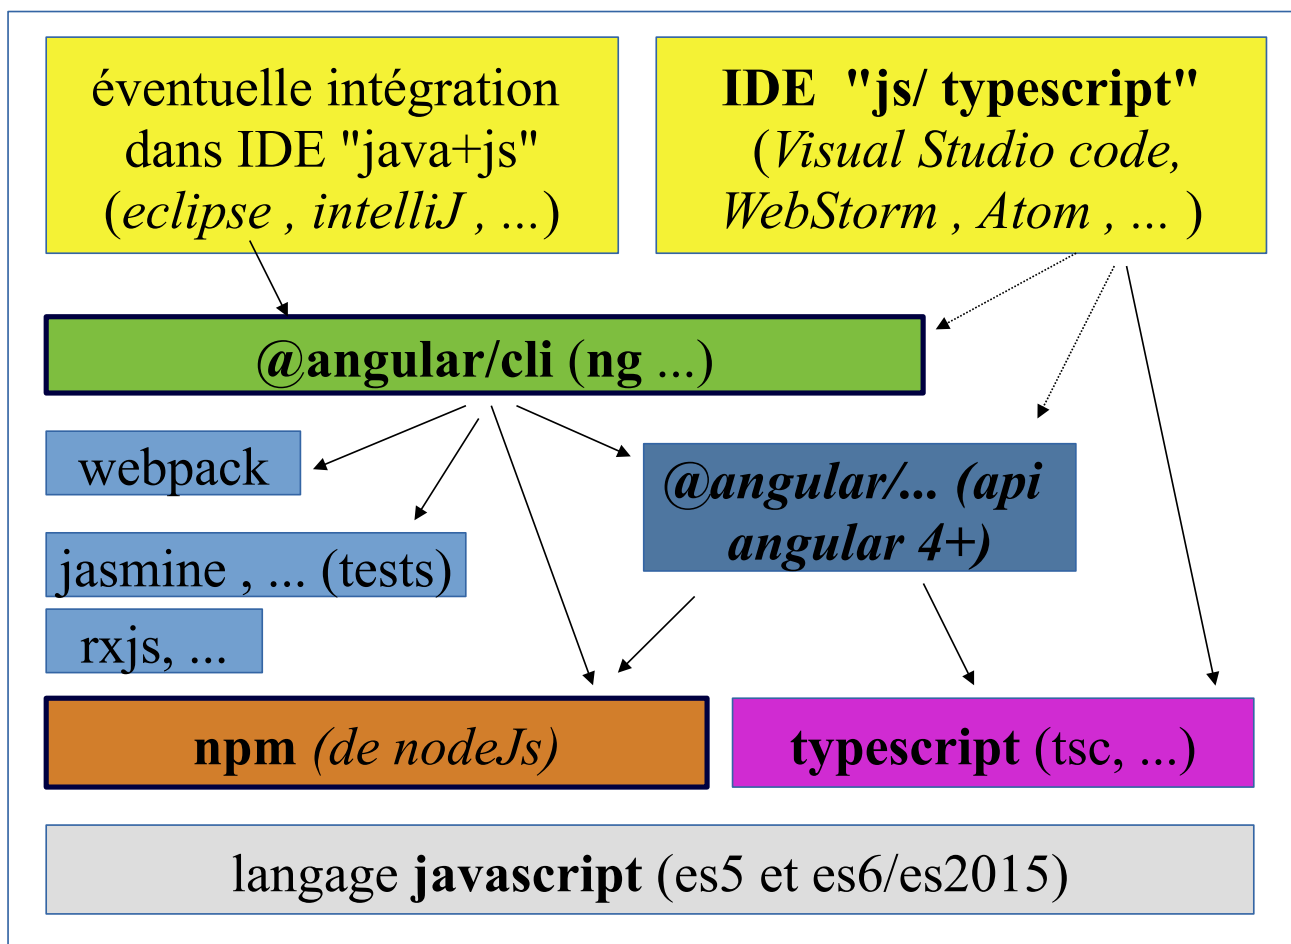 éventuelle intégration
dans IDE "java+js"
(eclipse , intelliJ , ...)
IDE "js/ typescript"
(Visual Studio code,
WebStorm , Atom , ... )
@angular/cli (ng ...)
webpack
@angular/... (api
angular 4+)
jasmine , ... (tests)
rxjs, ...
npm (de nodeJs)
typescript (tsc, ...)
langage javascript (es5 et es6/es2015)